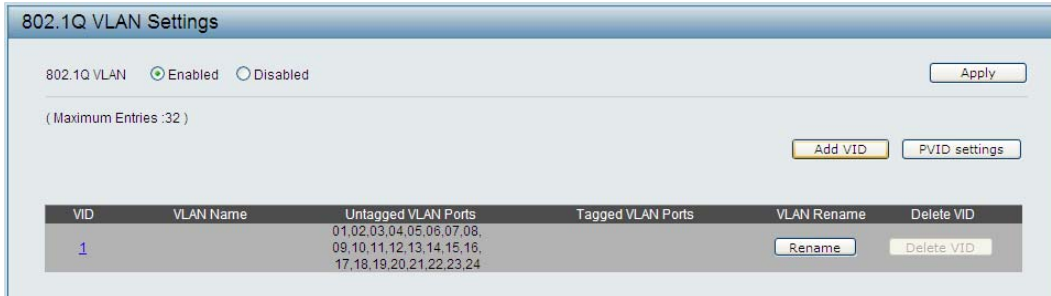 802.1Q VLAN Settings
802.1Q VLAN Enabled Disabled Apply
( Maximum Entries :32 )
Add VID PVID settings
VID VLAN Name Untagged VLAN Ports Tagged VLAN Ports VLAN Rename Delete VID
01,02,03,04,05,06,07,08,
1 09,10,11,12,13,14,15,16, Rename Delete VID
17,18,19,20,21,22,23,24